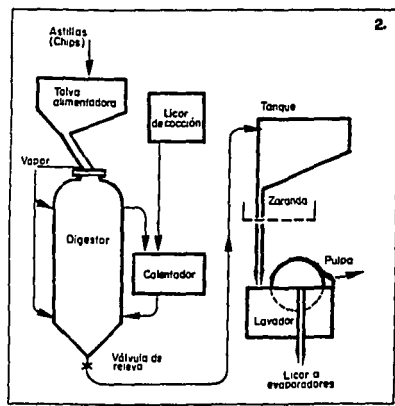 2.
Astillas
(Chips)
Tolva
alimentadora
Licor
de cocción
Vapor
Digestor
Calentador
Válvula de
releva
Tanque
Zaranda
Pulpa
Lavador
Licor a
evaporadores